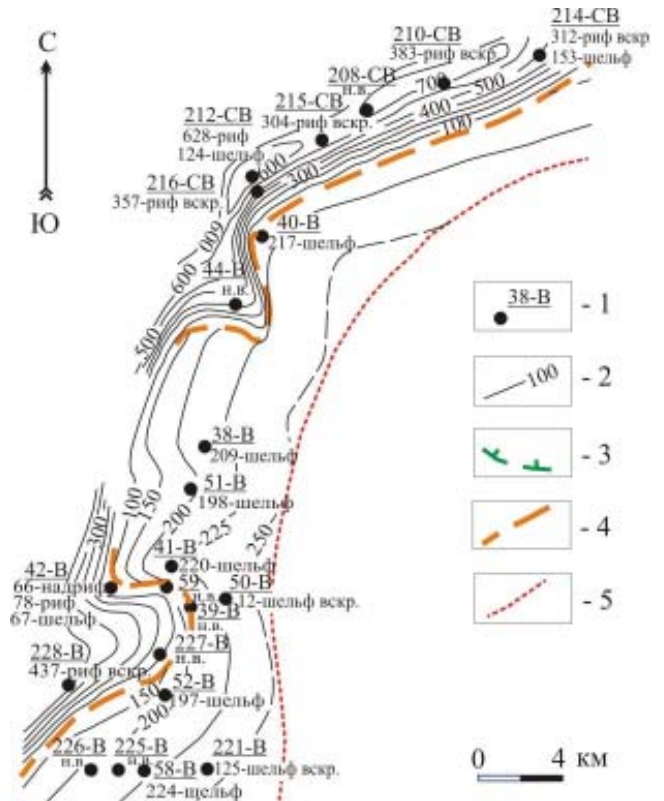 С
Ю
214-СВ
312-риф вскр.
153-шельф
210-СВ
383-риф вскр.
208-СВ
н.в.
215-СВ
304-риф вскр.
212-СВ
628-риф
124-шельф
216-СВ
357-риф вскр.
700
500
400
100
600
300
40-В
217-шельф
44-В
н.в.
600
600
500
38-В
209-шельф
51-В
198-шельф
100
150
200
225
250
300
41-В
220-шельф
59
42-В
66-надриф
78-риф
67-шельф
50-В
12-шельф вскр.
н.в.
39-В
н.в.
227-В
н.в.
228-В
437-риф вскр.
52-В
197-шельф
150
200
226-В
н.в
225-В
н.в.
58-В
224-щельф
221-В
125-шельф вскр.
38-В
- 1
100
- 2
- 3
- 4
- 5
0 4 км